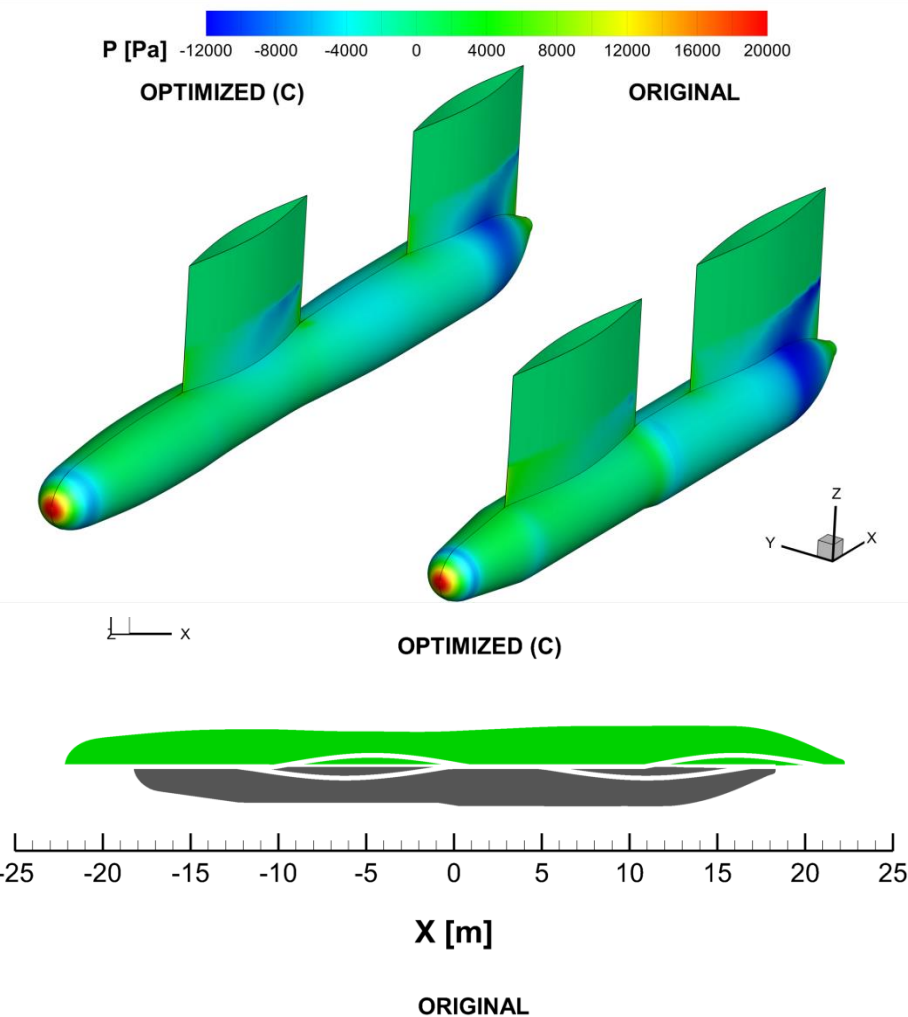 P [Pa] -12000 -8000 -4000 0 4000 8000 12000 16000 20000
OPTIMIZED (C) ORIGINAL
Z
Y X
Z X
OPTIMIZED (C)
-25 -20 -15 -10 -5 0 5 10 15 20 25
X [m]
ORIGINAL